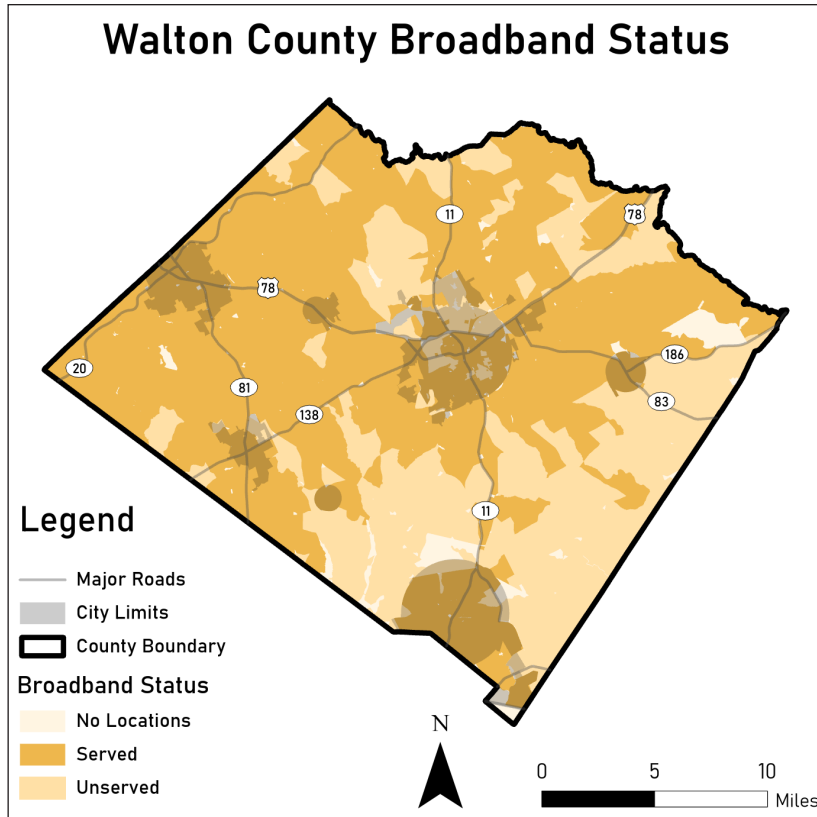 Walton County Broadband Status
11
78
78
186
20
81
138
83
11
Legend
Major Roads
City Limits
County Boundary
Broadband Status
No Locations
Served
Unserved
N
0 5 10
Miles